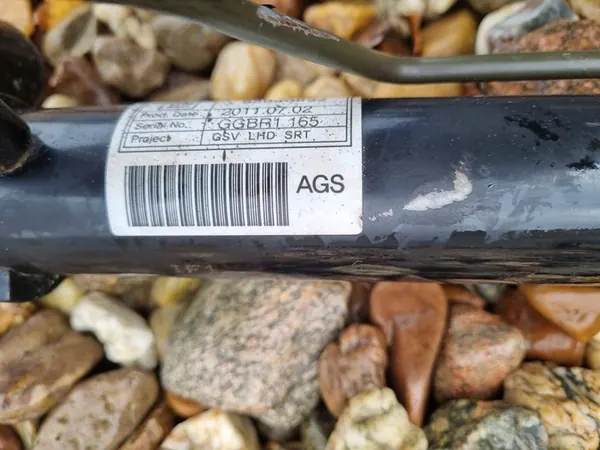 Prod. Date 2011.07.02
Serial No. GGBR1 165
Project GSV LHD SRT
AGS